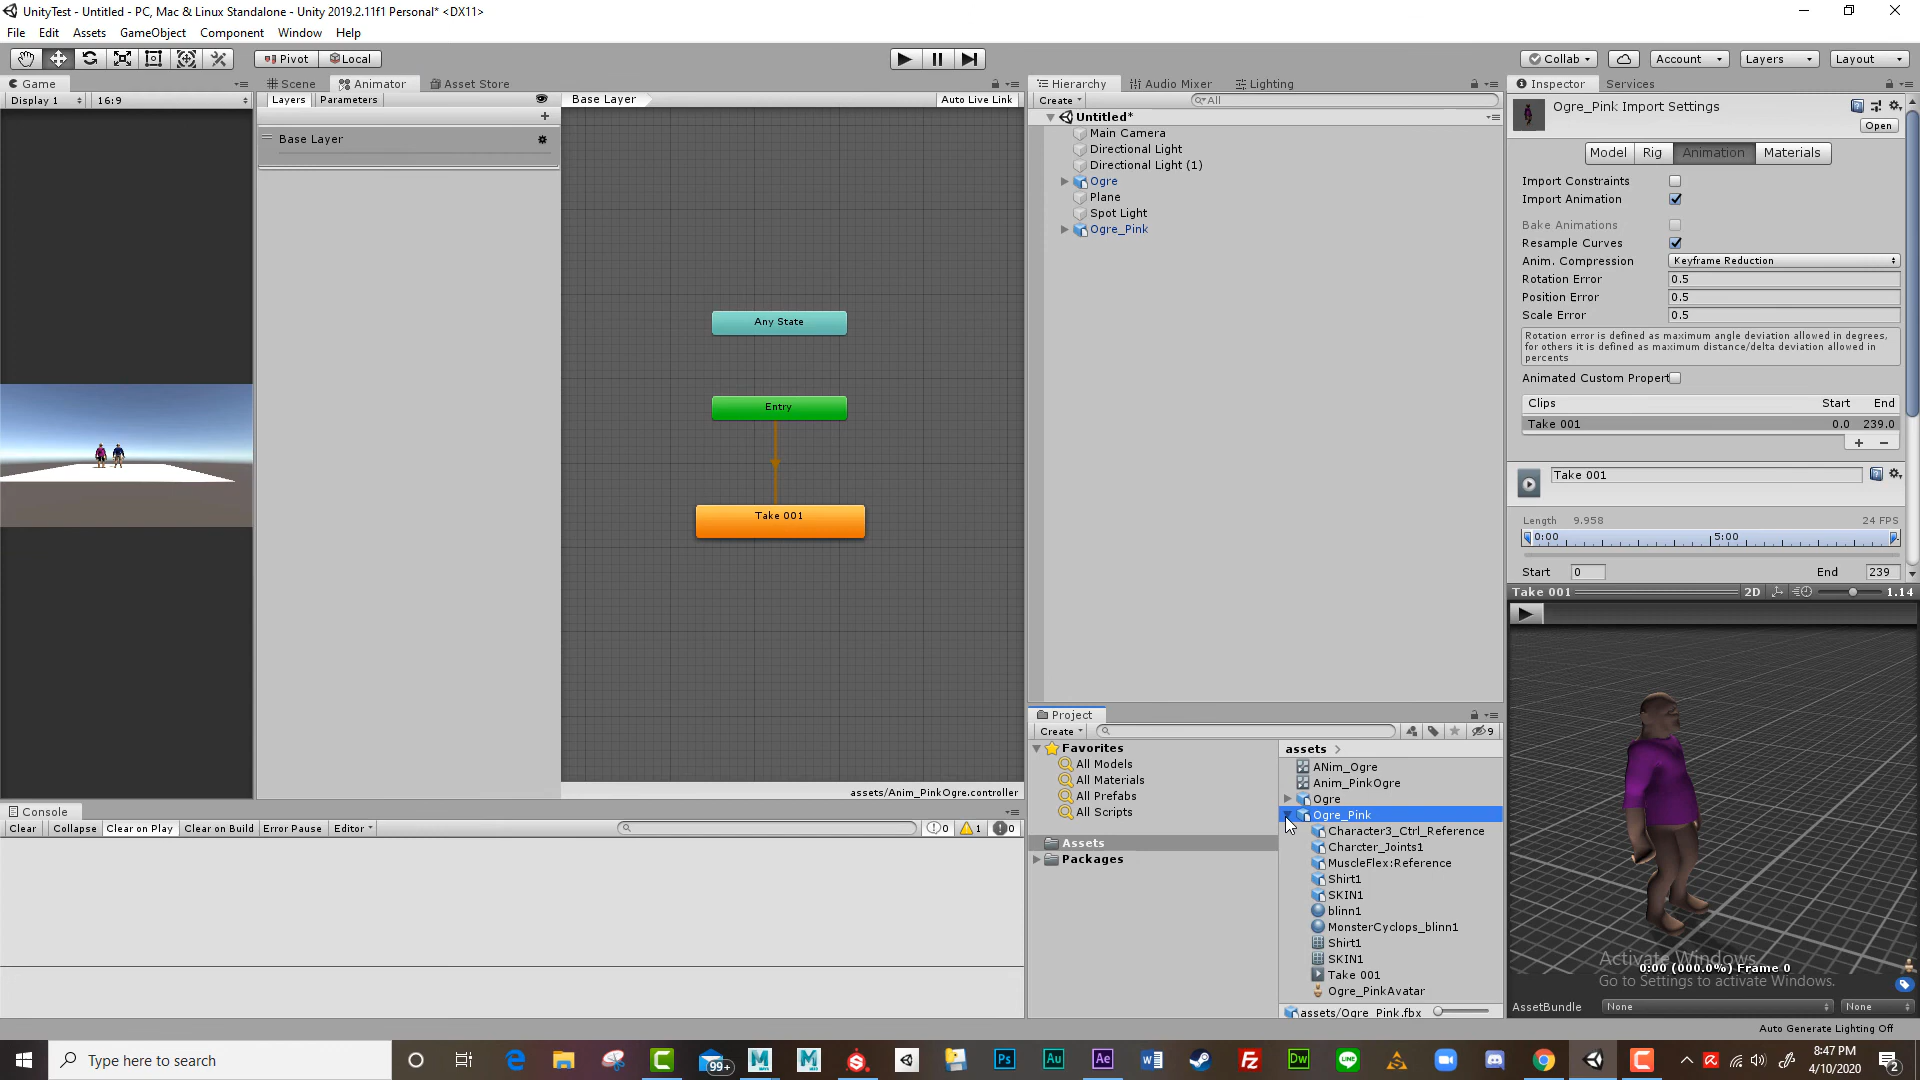 UnityTest - Untitled - PC, Mac & Linux Standalone - Unity 2019.2.11f1 Personal* <DX11>
File Edit Assets GameObject Component Window Help
Pivot Local Collab Account Layers Layout
Game Scene Animator Asset Store Hierarchy Audio Mixer Lighting Inspector Services
Display 1 16:9 Layers Parameters Base Layer Auto Live Link Create All
Base Layer
Any State
Entry
Take 001
assets/Anim_PinkOgre.controller
Untitled*
Main Camera
Directional Light
Directional Light (1)
Ogre
Plane
Spot Light
Ogre_Pink
Ogre_Pink Import Settings
Open
Model Rig Animation Materials
Import Constraints
Import Animation
Bake Animations
Resample Curves
Anim. Compression Keyframe Reduction
Rotation Error 0.5
Position Error 0.5
Scale Error 0.5
Rotation error is defined as maximum angle deviation allowed in degrees,
for others it is defined as maximum distance/delta deviation allowed in
percents
Animated Custom Propert
Clips Start End
Take 001 0.0 239.0
Take 001
Length 9.958 24 FPS
0:00 5:00
Start 0 End 239
Take 001 2D 1.14
0:00 (000.0%) Frame 0
Activate Windows
Go to Settings to activate Windows.
AssetBundle None None
Auto Generate Lighting Off
Project
Create 9
Favorites
All Models
All Materials
All Prefabs
All Scripts
Assets
Packages
assets
ANim_Ogre
Anim_PinkOgre
Ogre
Ogre_Pink
Character3_Ctrl_Reference
Charcter_Joints1
MuscleFlex:Reference
Shirt1
SKIN1
blinn1
MonsterCyclops_blinn1
Shirt1
SKIN1
Take 001
Ogre_PinkAvatar
assets/Ogre_Pink.fbx
Console
Clear Collapse Clear on Play Clear on Build Error Pause Editor 0 1 0
Type here to search
99+
Ps Au Ae Dw
8:47 PM
4/10/2020
2